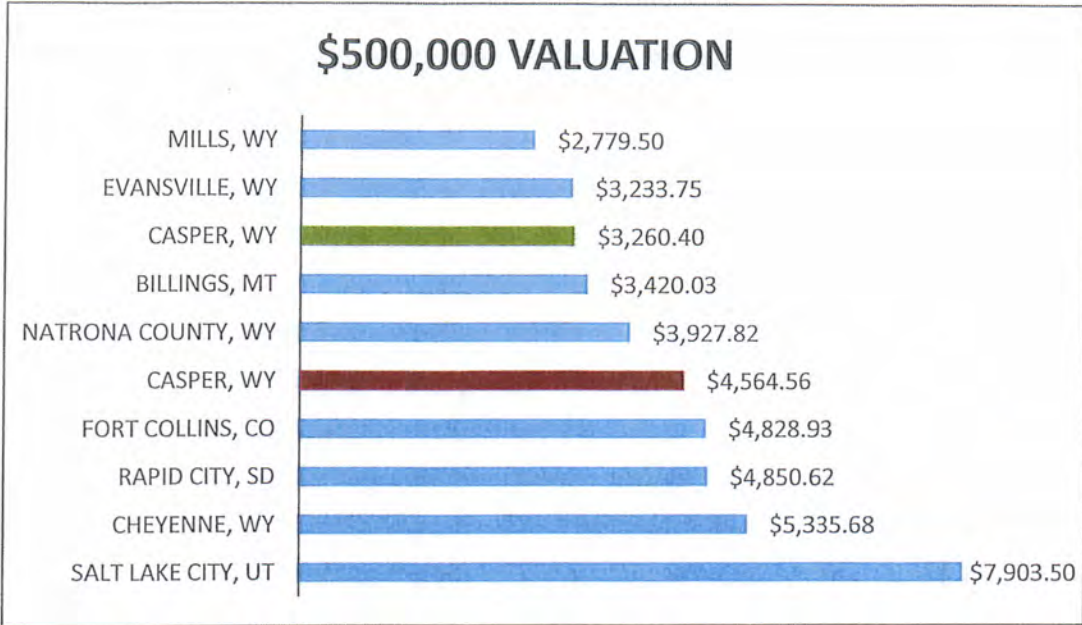 $500,000 VALUATION
MILLS, WY $2,779.50
EVANSVILLE, WY $3,233.75
CASPER, WY $3,260.40
BILLINGS, MT $3,420.03
NATRONA COUNTY, WY $3,927.82
CASPER, WY $4,564.56
FORT COLLINS, CO $4,828.93
RAPID CITY, SD $4,850.62
CHEYENNE, WY $5,335.68
SALT LAKE CITY, UT $7,903.50